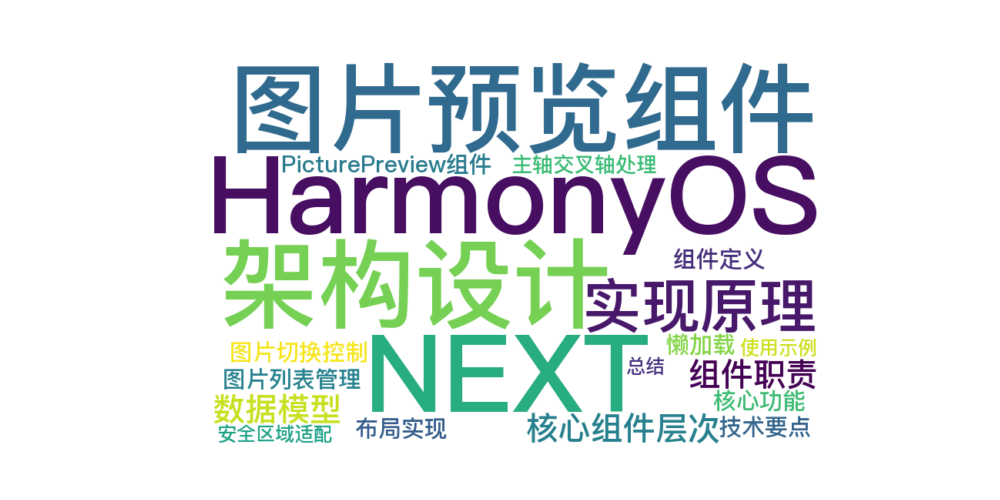 图片预览组件
PicturePreview组件
主轴交叉轴处理
HarmonyOS
架构设计
组件定义
实现原理
NEXT
图片切换控制
懒加载
使用示例
总结
图片列表管理
组件职责
数据模型
核心功能
安全区域适配
布局实现
核心组件层次
技术要点